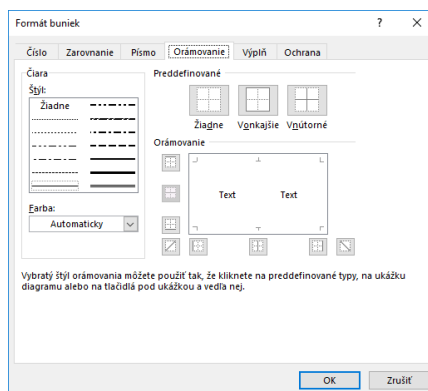 Formát buniek ? ×
Číslo Zarovnanie Písmo Orámovanie Výplň Ochrana
Čiara
Štýl:
Žiadne
Farba:
Automaticky
Preddefinované
Žiadne Vonkajšie Vnútorné
Orámovanie
Text Text
Vybratý štýl orámovania môžete použiť tak, že kliknete na preddefinované typy, na ukážku
diagramu alebo na tlačidlá pod ukážkou a vedľa nej.
OK Zrušiť